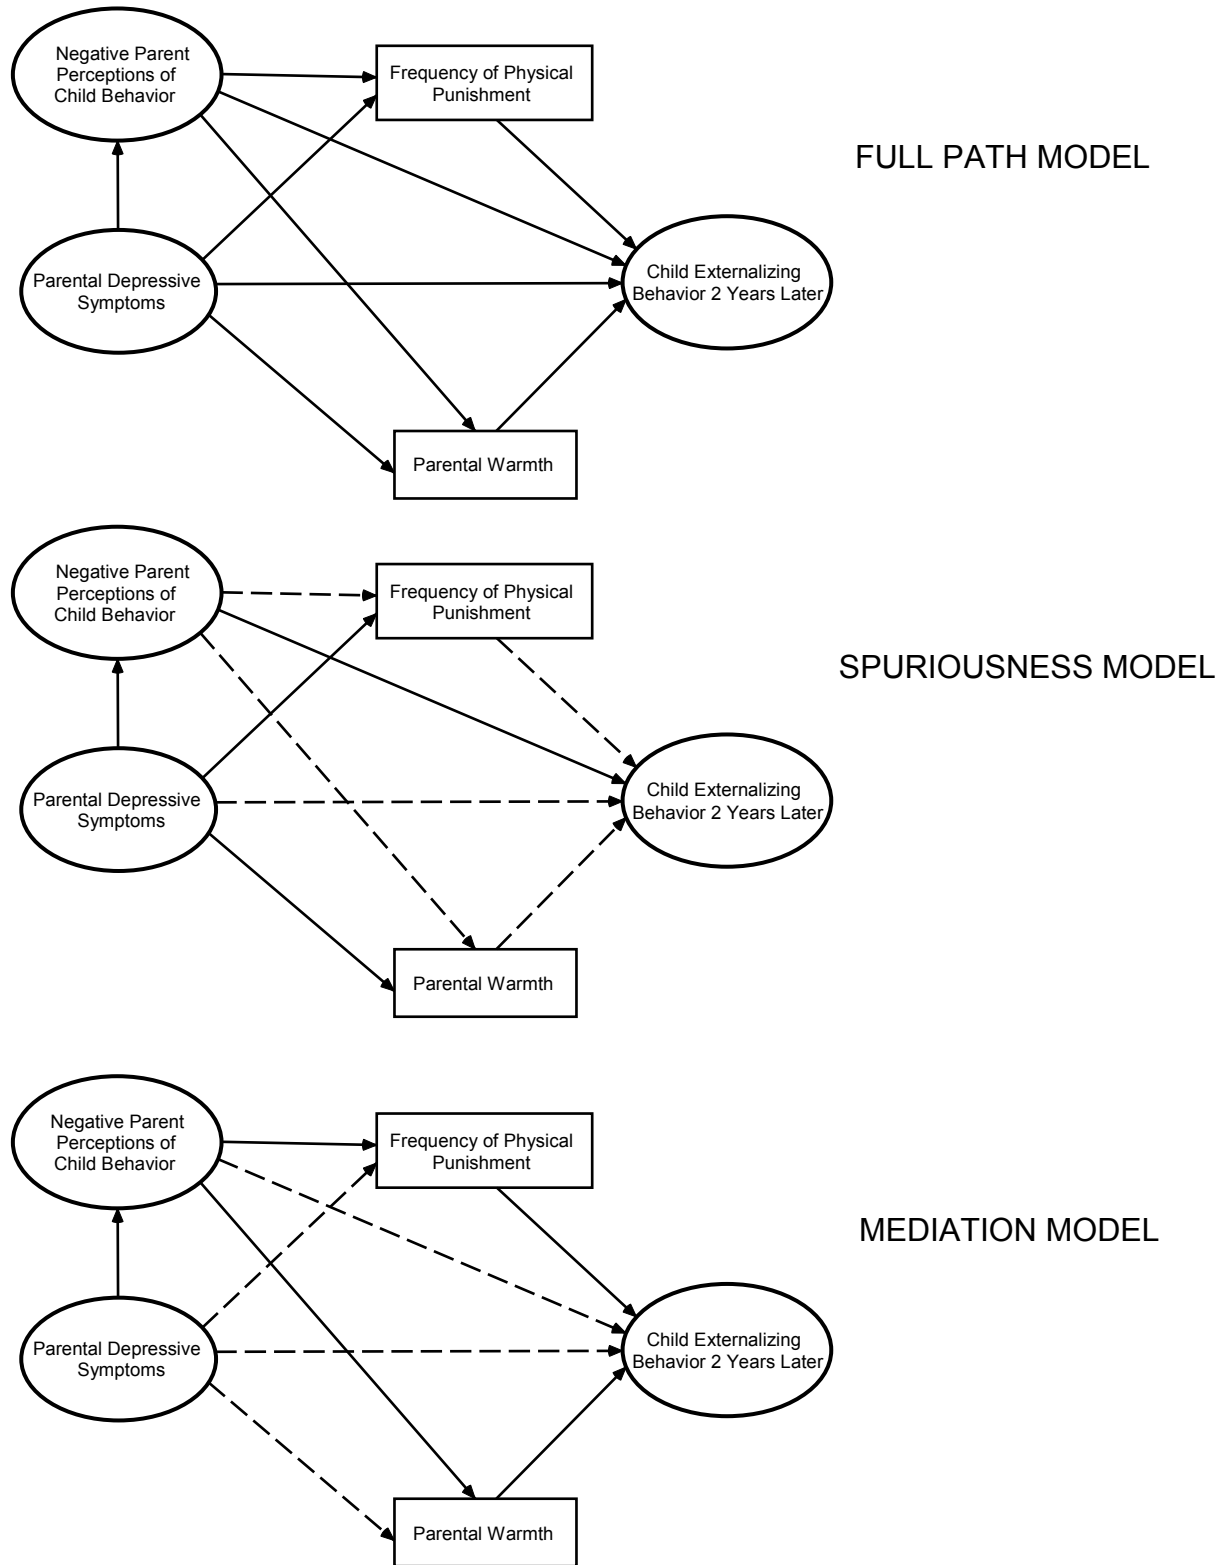 Negative Parent
Perceptions of
Child Behavior
Frequency of Physical
Punishment
FULL PATH MODEL
Parental Depressive
Symptoms
Child Externalizing
Behavior 2 Years Later
Parental Warmth
Negative Parent
Perceptions of
Child Behavior
Frequency of Physical
Punishment
SPURIOUSNESS MODEL
Parental Depressive
Symptoms
Child Externalizing
Behavior 2 Years Later
Parental Warmth
Negative Parent
Perceptions of
Child Behavior
Frequency of Physical
Punishment
MEDIATION MODEL
Parental Depressive
Symptoms
Child Externalizing
Behavior 2 Years Later
Parental Warmth